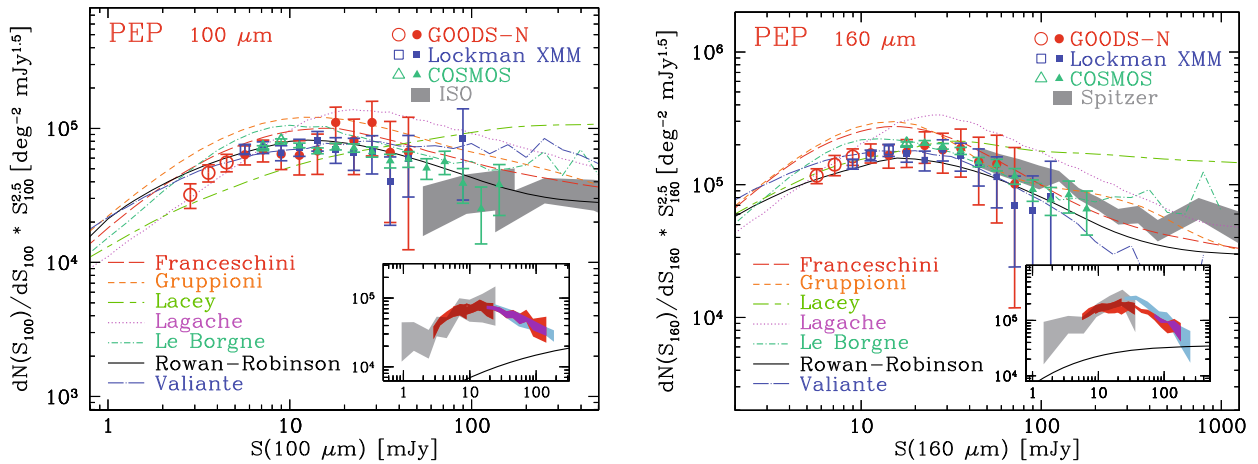 PEP 100 μm
GOODS-N
Lockman XMM
COSMOS
ISO
Franceschini
Gruppioni
Lacey
Lagache
Le Borgne
Rowan-Robinson
Valiante
dN(S₁₀₀)/dS₁₀₀ * S₁₀₀^2.5 [deg⁻² mJy^1.5]
10⁵
10⁴
10³
10⁵
10⁴
1 10 100
1 10 100
S(100 μm) [mJy]
PEP 160 μm
GOODS-N
Lockman XMM
COSMOS
Spitzer
Franceschini
Gruppioni
Lacey
Lagache
Le Borgne
Rowan-Robinson
Valiante
dN(S₁₆₀)/dS₁₆₀ * S₁₆₀^2.5 [deg⁻² mJy^1.5]
10⁶
10⁵
10⁴
10⁶
10⁵
10⁴
1 10 100
10 100 1000
S(160 μm) [mJy]